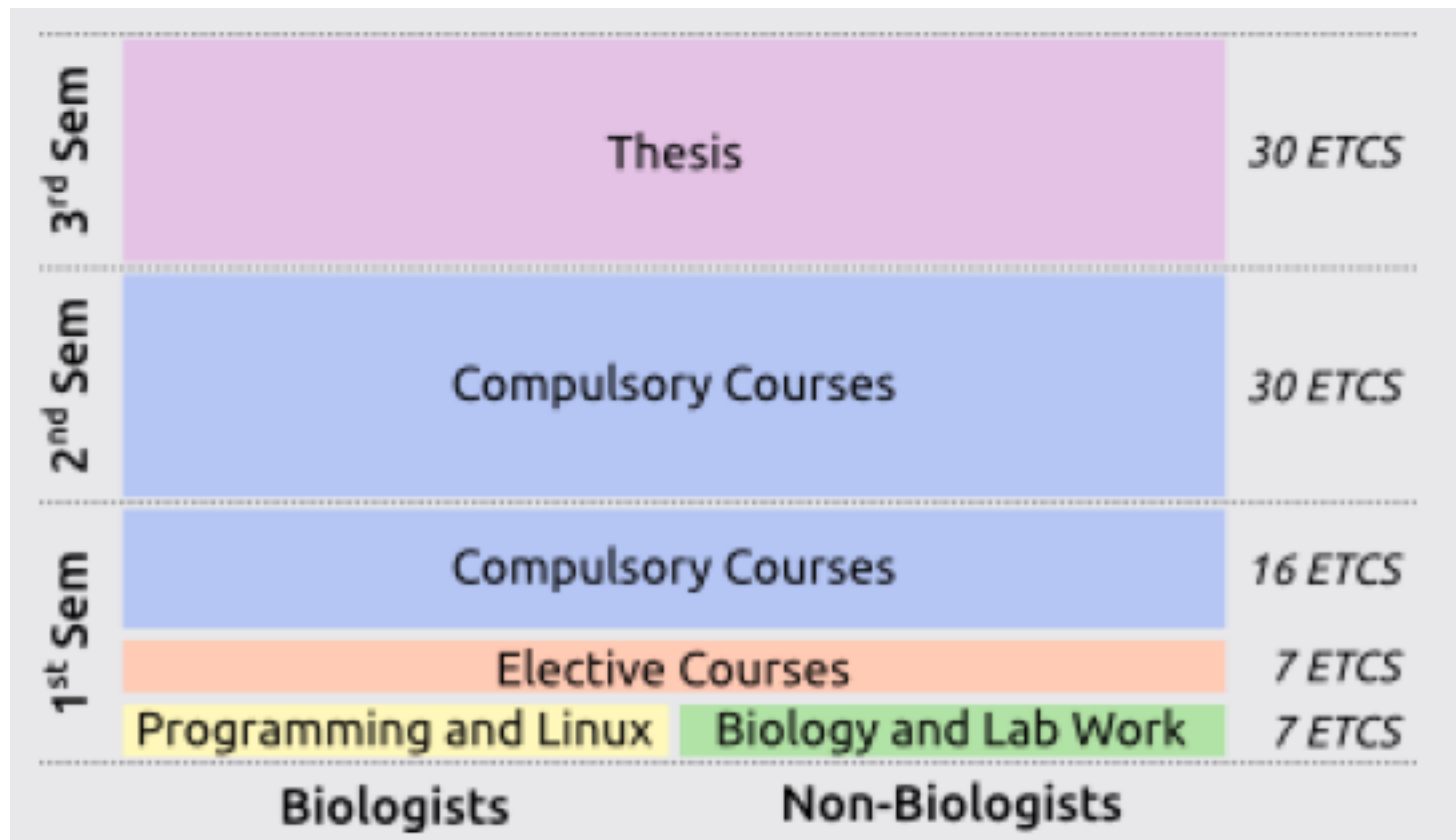 3rd Sem
Thesis
30 ETCS
2nd Sem
Compulsory Courses
30 ETCS
1st Sem
Compulsory Courses
16 ETCS
Elective Courses
7 ETCS
Programming and Linux
Biology and Lab Work
7 ETCS
Biologists
Non-Biologists